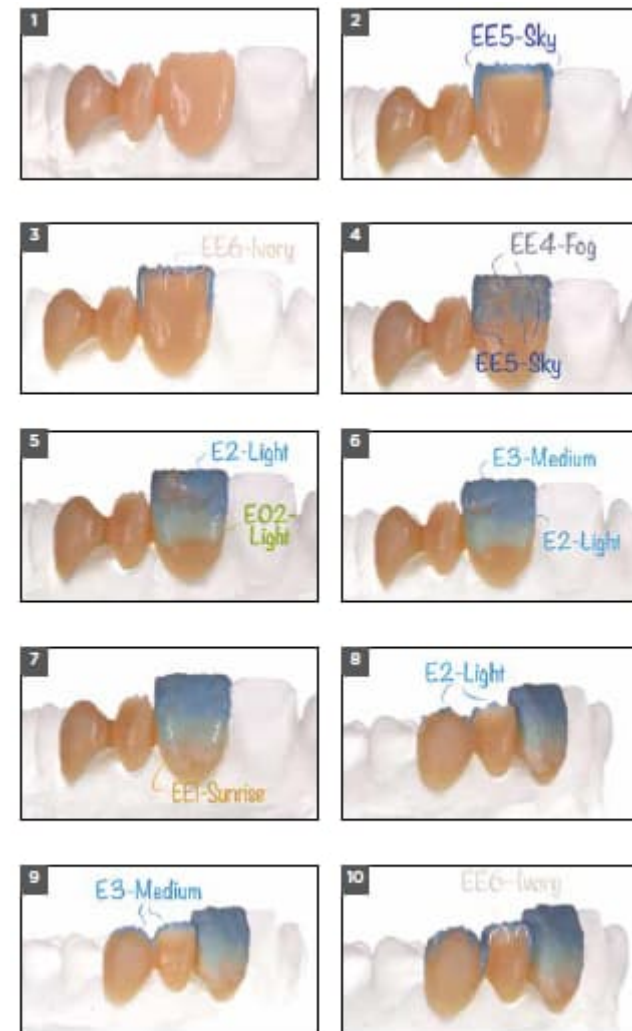 1
2
EE5-Sky
3
EE6-Ivory
4
EE4-Fog
EE5-Sky
5
E2-Light
EO2-
Light
6
E3-Medium
E2-Light
7
EE1-Sunrise
8
E2-Light
9
E3-Medium
10
EE6-Ivory